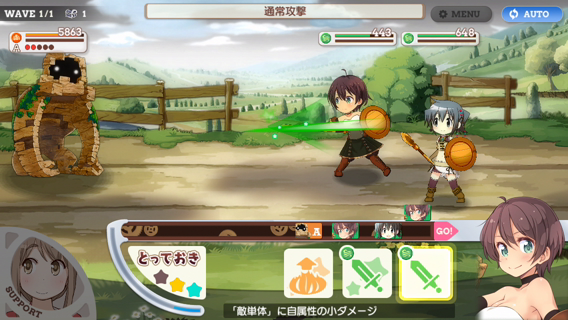 WAVE 1/1 1
通常攻撃
MENU
AUTO
5863
443
648
A
A
GO!
とっておき
SUPPORT
「敵単体」に自属性の小ダメージ